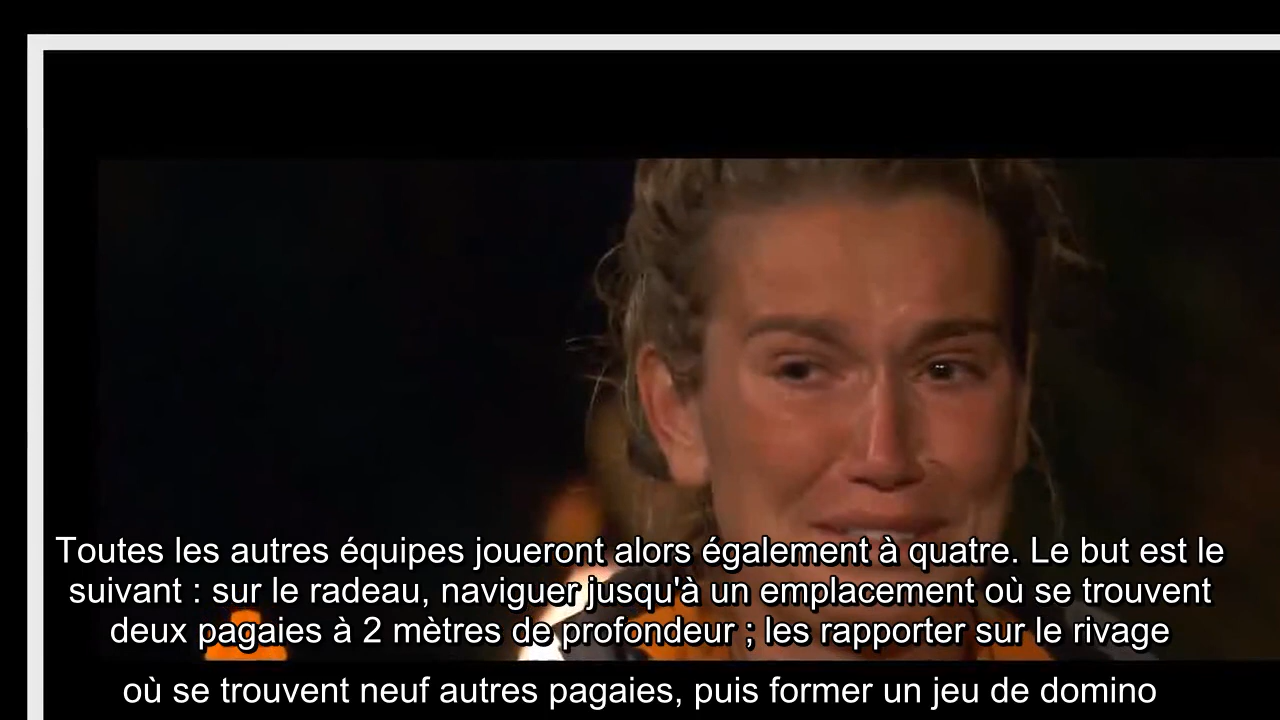 Toutes les autres équipes joueront alors également à quatre. Le but est le
suivant : sur le radeau, naviguer jusqu'à un emplacement où se trouvent
deux pagaies à 2 mètres de profondeur ; les rapporter sur le rivage
où se trouvent neuf autres pagaies, puis former un jeu de domino